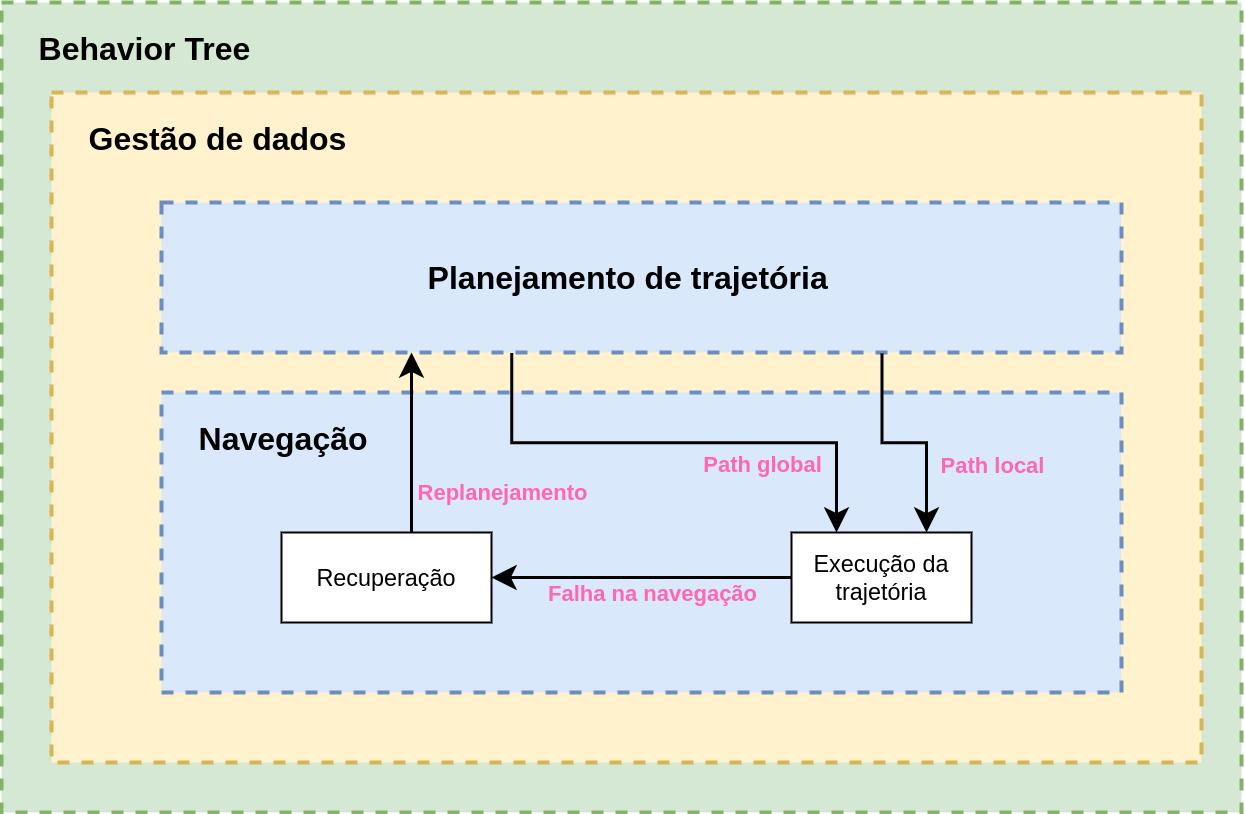 Behavior Tree
Gestão de dados
Planejamento de trajetória
Navegação
Path global
Path local
Replanejamento
Recuperação
Falha na navegação
Execução da
trajetória